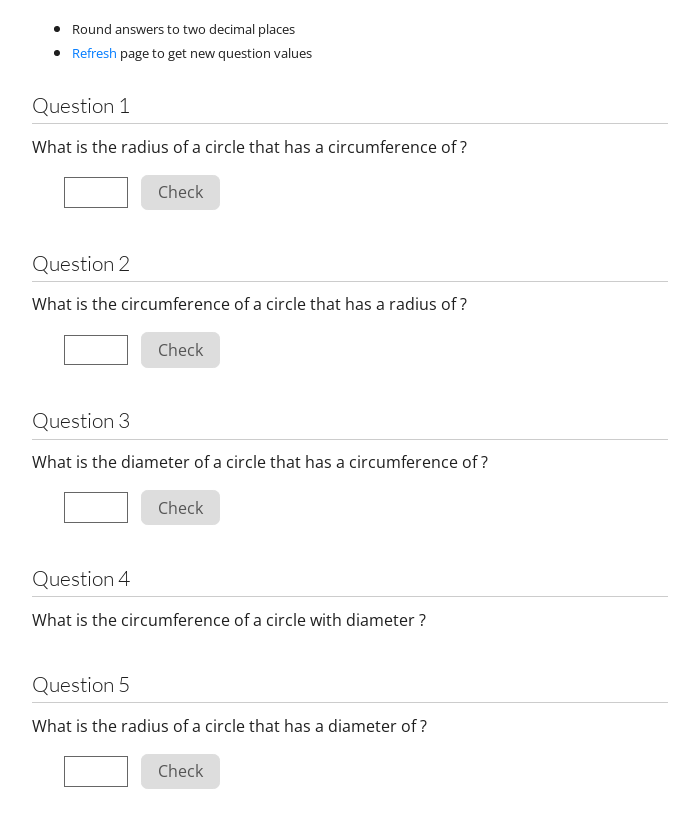 Round answers to two decimal places
Refresh page to get new question values
Question 1
What is the radius of a circle that has a circumference of ?
Check
Question 2
What is the circumference of a circle that has a radius of ?
Check
Question 3
What is the diameter of a circle that has a circumference of ?
Check
Question 4
What is the circumference of a circle with diameter ?
Question 5
What is the radius of a circle that has a diameter of ?
Check